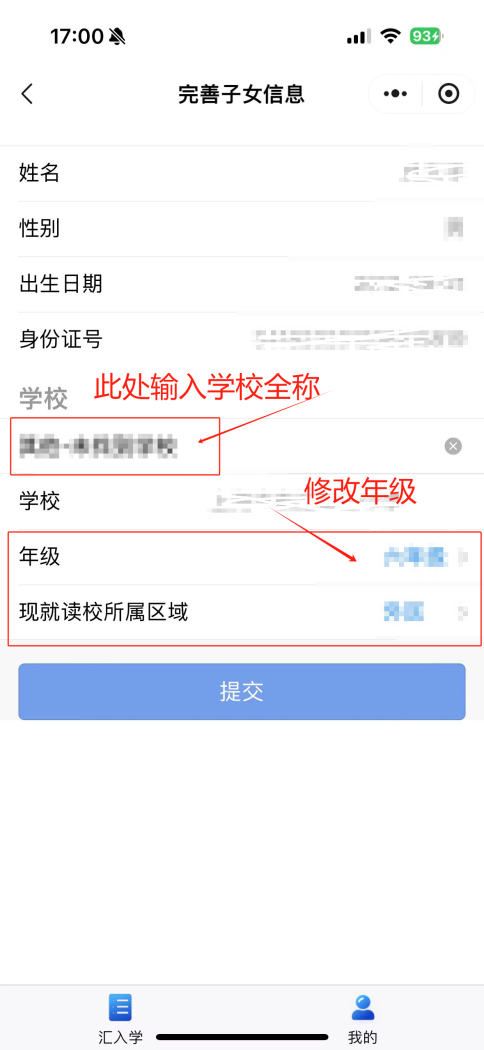 17:00
93
完善子女信息
姓名
性别
出生日期
身份证号
学校
此处输入学校全称
学校
修改年级
年级
现就读校所属区域
提交
汇入学
我的